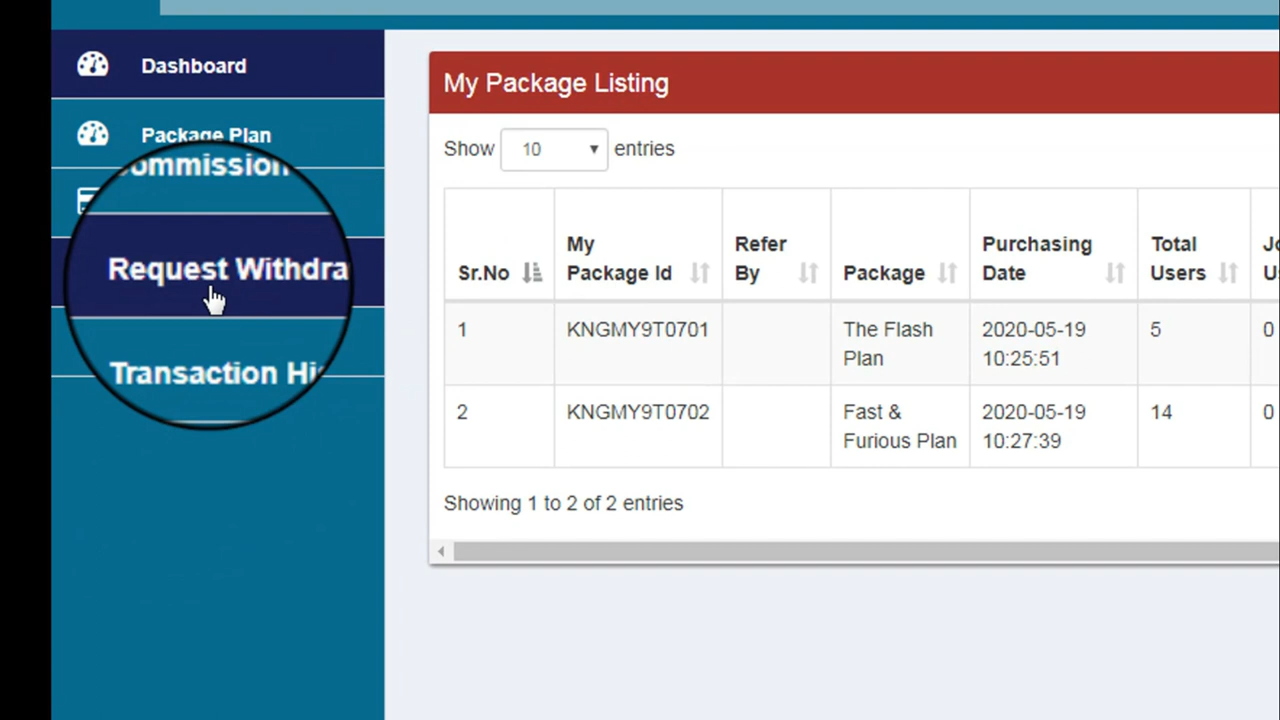 Dashboard
Package Plan
ommission
Request Withdra
Transaction Hi
My Package Listing
Show 10 entries
Sr.No
My
Package Id
Refer
By
Package
Purchasing
Date
Total
Users
1
KNGMY9T0701
The Flash
Plan
2020-05-19
10:25:51
5
0
2
KNGMY9T0702
Fast &
Furious Plan
2020-05-19
10:27:39
14
0
Showing 1 to 2 of 2 entries